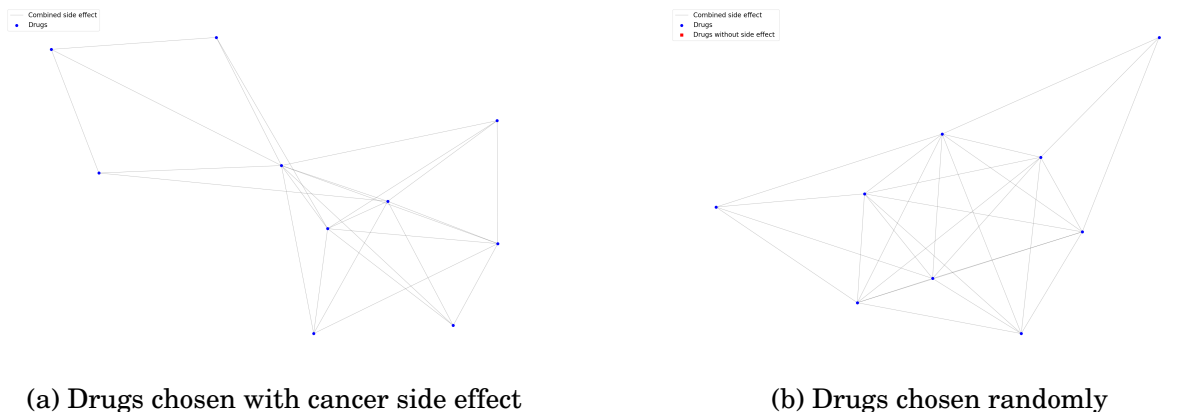 Combined side effect
Drugs
Combined side effect
Drugs
Drugs without side effect
(a) Drugs chosen with cancer side effect
(b) Drugs chosen randomly